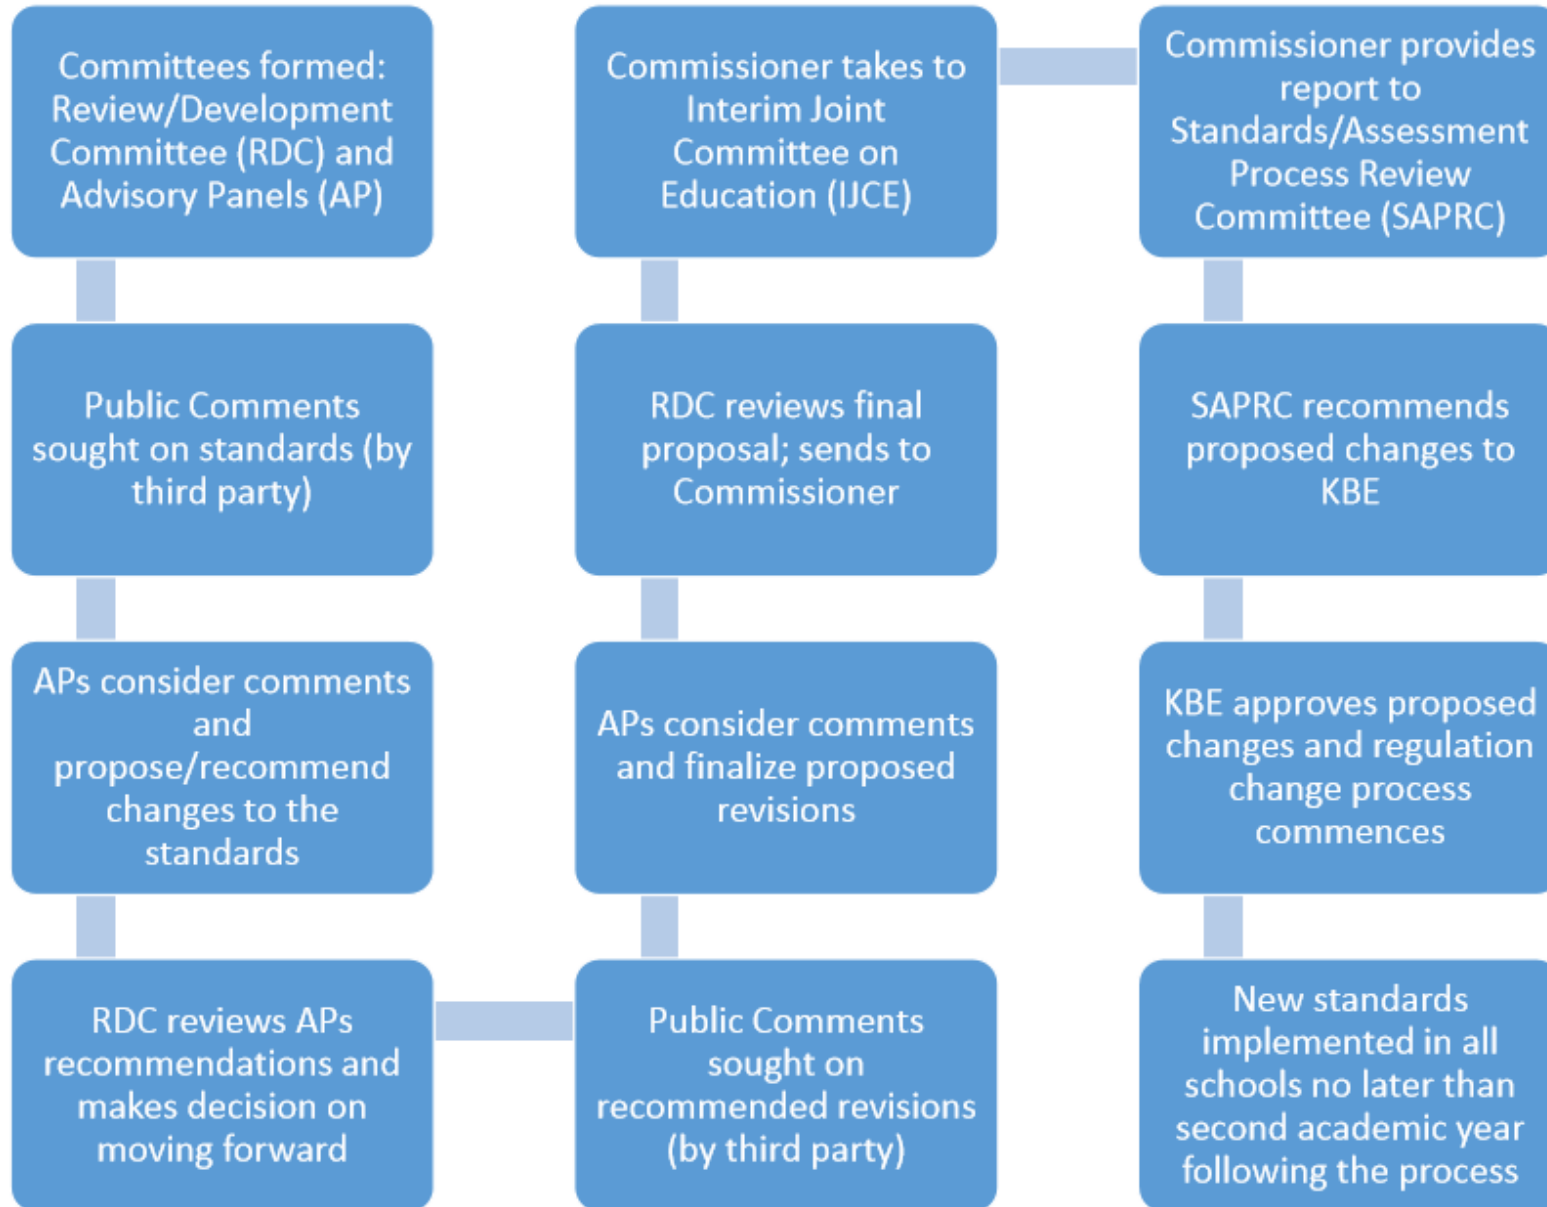 Committees formed:
Review/Development
Committee (RDC) and
Advisory Panels (AP)
Public Comments
sought on standards (by
third party)
APs consider comments
and
propose/recommend
changes to the
standards
RDC reviews APs
recommendations and
makes decision on
moving forward
Public Comments
sought on
recommended revisions
(by third party)
APs consider comments
and finalize proposed
revisions
RDC reviews final
proposal; sends to
Commissioner
Commissioner takes to
Interim Joint
Committee on
Education (IJCE)
Commissioner provides
report to
Standards/Assessment
Process Review
Committee (SAPRC)
SAPRC recommends
proposed changes to
KBE
KBE approves proposed
changes and regulation
change process
commences
New standards
implemented in all
schools no later than
second academic year
following the process